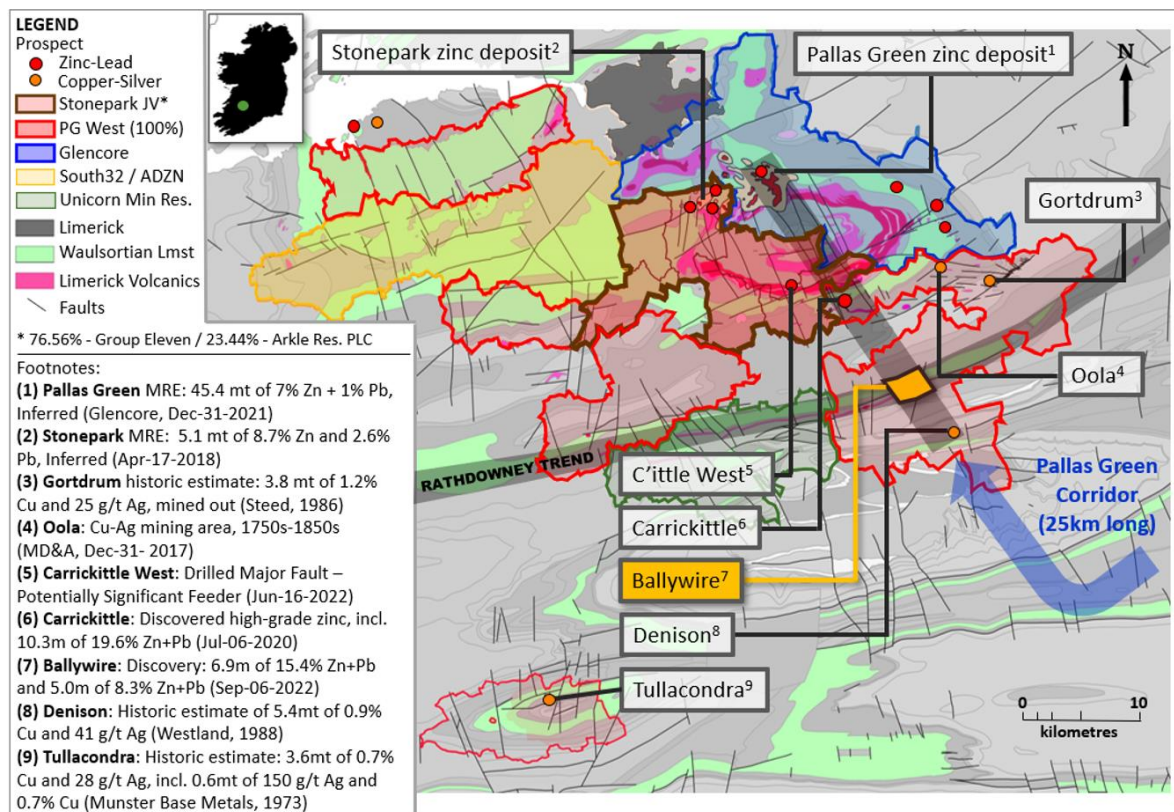 LEGEND
Prospect
Zinc-Lead
Copper-Silver
Stonepark JV*
PG West (100%)
Glencore
South32 / ADZN
Unicorn Min Res.
Limerick
Waulsortian Lmst
Limerick Volcanics
Faults
* 76.56% - Group Eleven / 23.44% - Arkle Res. PLC
Footnotes:
(1) Pallas Green MRE: 45.4 mt of 7% Zn + 1% Pb,
Inferred (Glencore, Dec-31-2021)
(2) Stonepark MRE:  5.1 mt of 8.7% Zn and 2.6%
Pb, Inferred (Apr-17-2018)
(3) Gortdrum historic estimate: 3.8 mt of 1.2%
Cu and 25 g/t Ag, mined out (Steed, 1986)
(4) Oola: Cu-Ag mining area, 1750s-1850s
(MD&A, Dec-31- 2017)
(5) Carrickittle West: Drilled Major Fault –
Potentially Significant Feeder (Jun-16-2022)
(6) Carrickittle: Discovered high-grade zinc, incl.
10.3m of 19.6% Zn+Pb (Jul-06-2020)
(7) Ballywire: Discovery: 6.9m of 15.4% Zn+Pb
and 5.0m of 8.3% Zn+Pb (Sep-06-2022)
(8) Denison: Historic estimate of 5.4mt of 0.9%
Cu and 41 g/t Ag (Westland, 1988)
(9) Tullacondra: Historic estimate: 3.6mt of 0.7%
Cu and 28 g/t Ag, incl. 0.6mt of 150 g/t Ag and
0.7% Cu (Munster Base Metals, 1973)
Stonepark zinc deposit2
Pallas Green zinc deposit1
N
Gortdrum3
Oola4
RATHDOWNEY TREND
C'ittle West5
Carrickittle6
Ballywire7
Denison8
Tullacondra9
Pallas Green
Corridor
(25km long)
0 10
kilometres